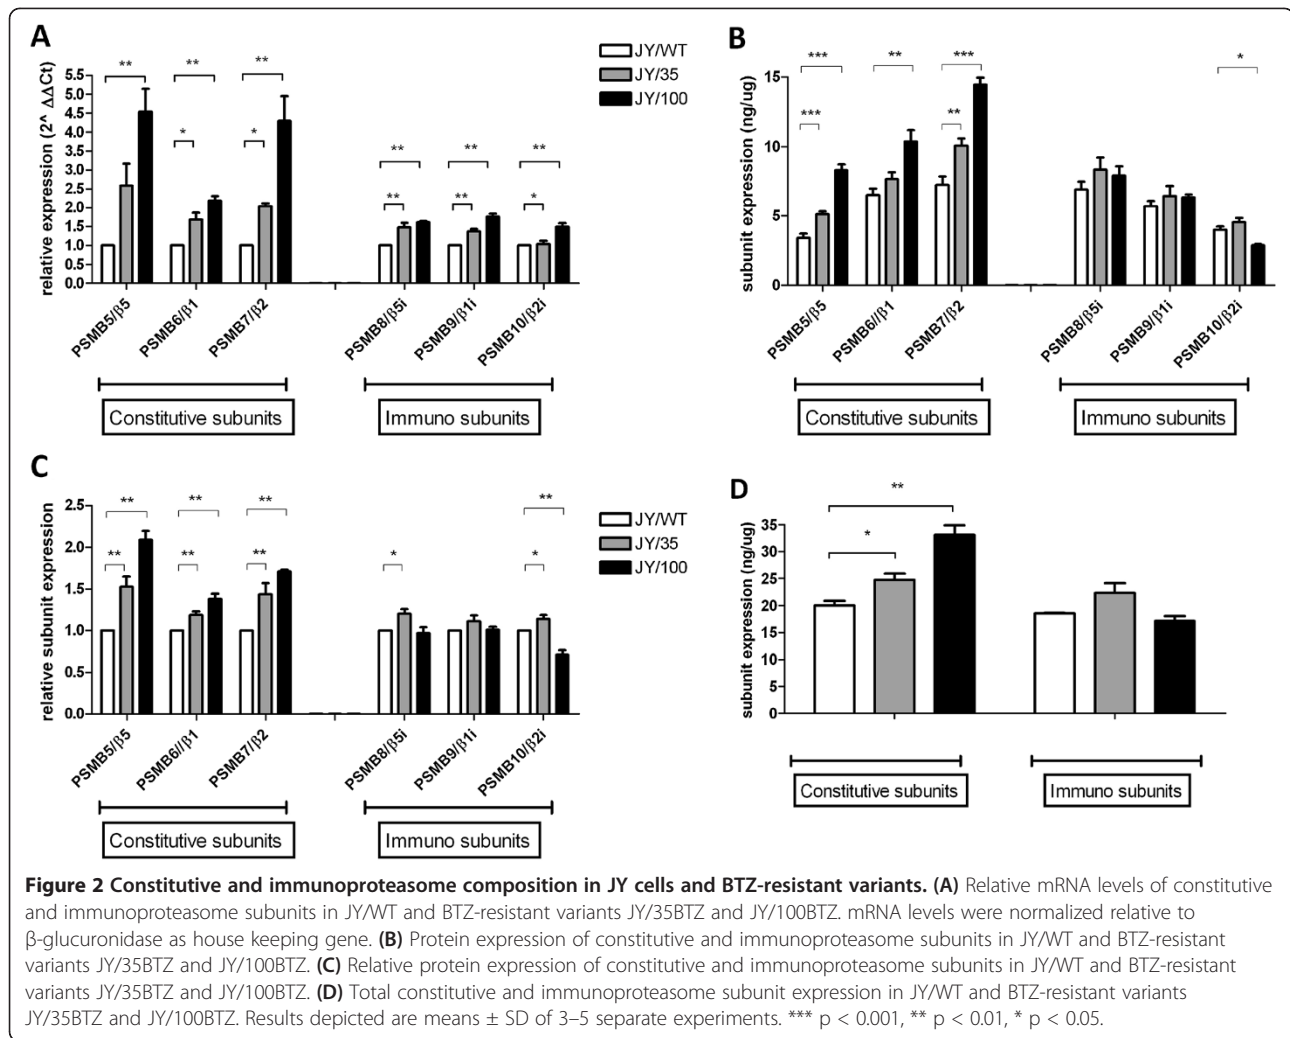 A
relative expression (2^ ΔΔCt)
5.5
5.0
4.5
4.0
3.5
3.0
2.5
2.0
1.5
1.0
0.5
0.0
** ** **
* *
** ** **
** ** *
PSMB5/β5 PSMB6/β1 PSMB7/β2 PSMB8/β5i PSMB9/β1i PSMB10/β2i
Constitutive subunits Immuno subunits
JY/WT
JY/35
JY/100
B
subunit expression (ng/ug)
15
10
5
0
*** ** *** *
*** **
PSMB5/β5 PSMB6//β1 PSMB7/β2 PSMB8/β5i PSMB9/β1i PSMB10/β2i
Constitutive subunits Immuno subunits
C
relative subunit expression
2.5
2.0
1.5
1.0
0.5
0.0
** ** ** **
** ** ** * *
PSMB5/β5 PSMB6//β1 PSMB7/β2 PSMB8/β5i PSMB9/β1i PSMB10/β2i
Constitutive subunits Immuno subunits
JY/WT
JY/35
JY/100
D
subunit expression (ng/ug)
35
30
25
20
15
10
5
0
**
*
Constitutive subunits Immuno subunits
Figure 2 Constitutive and immunoproteasome composition in JY cells and BTZ-resistant variants. (A) Relative mRNA levels of constitutive
and immunoproteasome subunits in JY/WT and BTZ-resistant variants JY/35BTZ and JY/100BTZ. mRNA levels were normalized relative to
β-glucuronidase as house keeping gene. (B) Protein expression of constitutive and immunoproteasome subunits in JY/WT and BTZ-resistant
variants JY/35BTZ and JY/100BTZ. (C) Relative protein expression of constitutive and immunoproteasome subunits in JY/WT and BTZ-resistant
variants JY/35BTZ and JY/100BTZ. (D) Total constitutive and immunoproteasome subunit expression in JY/WT and BTZ-resistant variants
JY/35BTZ and JY/100BTZ. Results depicted are means ± SD of 3–5 separate experiments. *** p < 0.001, ** p < 0.01, * p < 0.05.